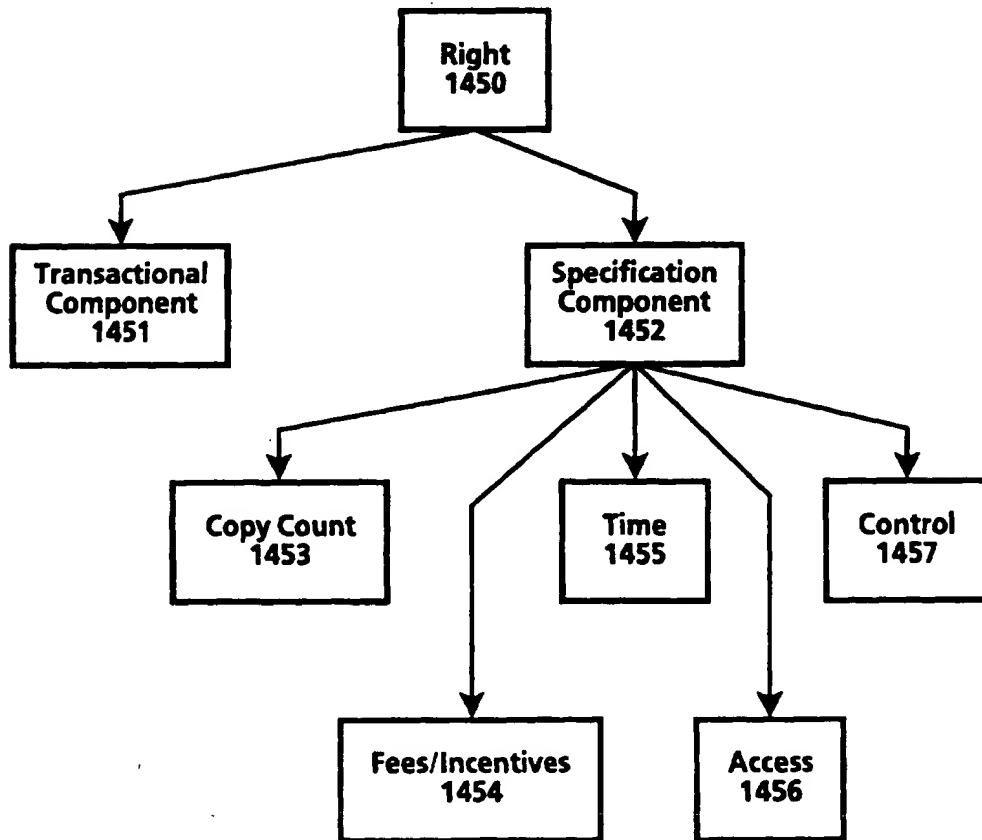 Right
1450
Transactional
Component
1451
Specification
Component
1452
Copy Count
1453
Time
1455
Control
1457
Fees/Incentives
1454
Access
1456